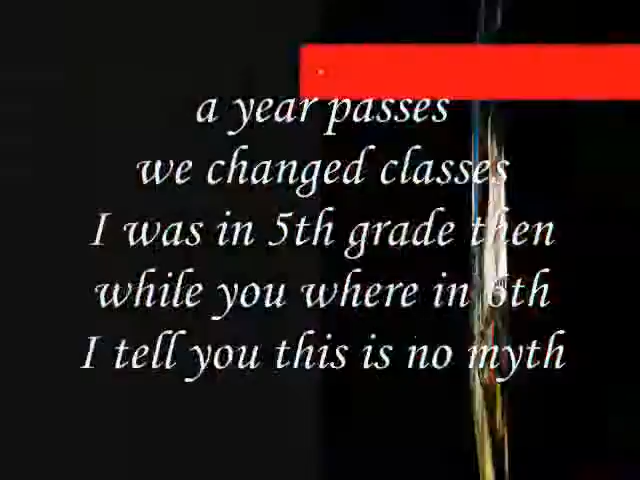 a year passes
we changed classes
I was in 5th grade then
while you where in 6th
I tell you this is no myth